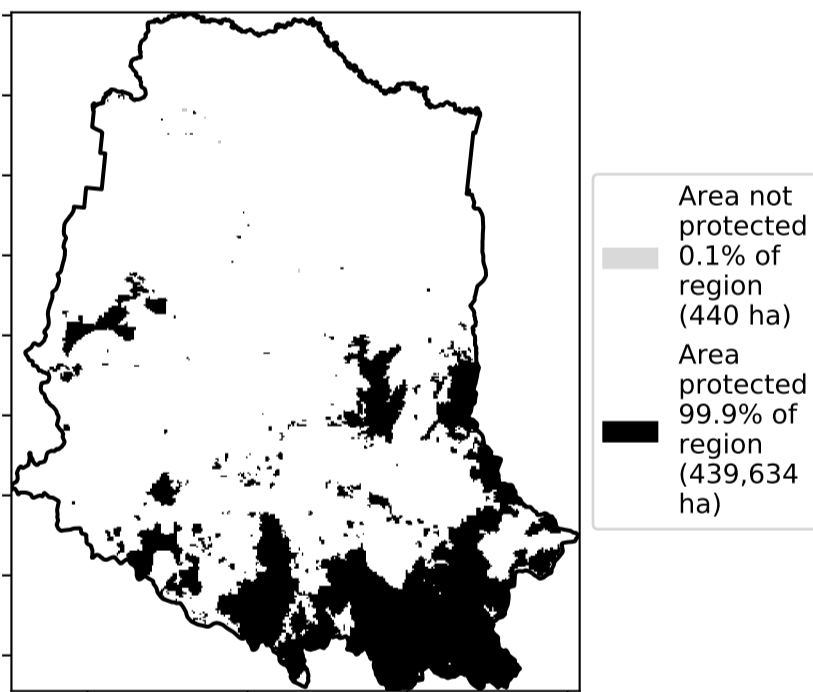 Area not
protected
0.1% of
region
(440 ha)
Area
protected
99.9% of
region
(439,634
ha)